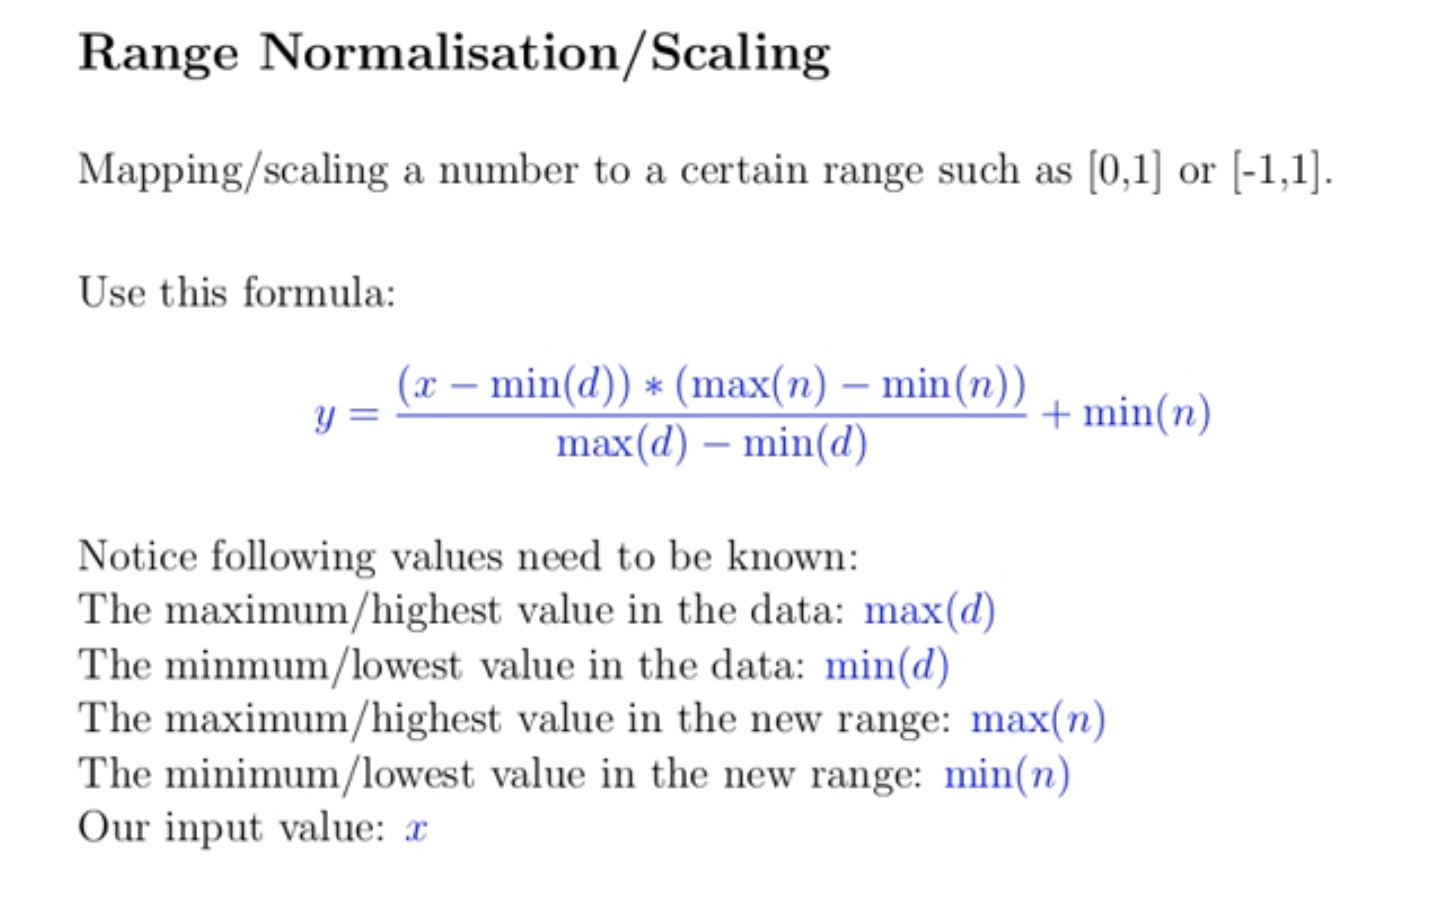 Range Normalisation/Scaling
Mapping/scaling a number to a certain range such as [0,1] or [-1,1].
Use this formula:
y = (x − min(d)) ∗ (max(n) − min(n)) / max(d) − min(d) + min(n)
Notice following values need to be known:
The maximum/highest value in the data: max(d)
The minmum/lowest value in the data: min(d)
The maximum/highest value in the new range: max(n)
The minimum/lowest value in the new range: min(n)
Our input value: x